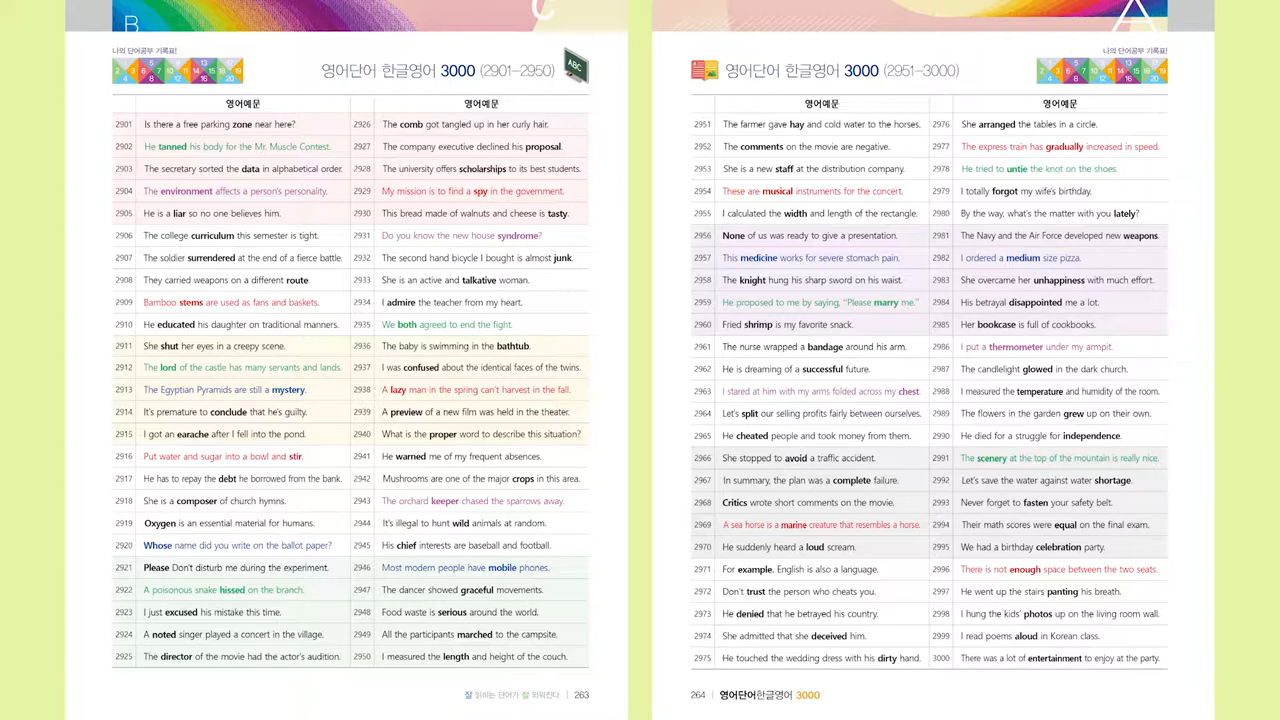 B
C
나의 단어공부 기록표!
영어단어 한글영어 3000 (2901–2950)
ABC
영어예문
영어예문
2901 Is there a free parking zone near here?
2902 He tanned his body for the Mr. Muscle Contest.
2903 The secretary sorted the data in alphabetical order.
2904 The environment affects a person's personality.
2905 He is a liar so no one believes him.
2906 The college curriculum this semester is tight.
2907 The soldier surrendered at the end of a fierce battle.
2908 They carried weapons on a different route.
2909 Bamboo stems are used as fans and baskets.
2910 He educated his daughter on traditional manners.
2911 She shut her eyes in a creepy scene.
2912 The lord of the castle has many servants and lands.
2913 The Egyptian Pyramids are still a mystery.
2914 It's premature to conclude that he's guilty.
2915 I got an earache after I fell into the pond.
2916 Put water and sugar into a bowl and stir.
2917 He has to repay the debt he borrowed from the bank.
2918 She is a composer of church hymns.
2919 Oxygen is an essential material for humans.
2920 Whose name did you write on the ballot paper?
2921 Please Don't disturb me during the experiment.
2922 A poisonous snake hissed on the branch.
2923 I just excused his mistake this time.
2924 A noted singer played a concert in the village.
2925 The director of the movie had the actor's audition.
2926 The comb got tangled up in her curly hair.
2927 The company executive declined his proposal.
2928 The university offers scholarships to its best students.
2929 My mission is to find a spy in the government.
2930 This bread made of walnuts and cheese is tasty.
2931 Do you know the new house syndrome?
2932 The second hand bicycle I bought is almost junk.
2933 She is an active and talkative woman.
2934 I admire the teacher from my heart.
2935 We both agreed to end the fight.
2936 The baby is swimming in the bathtub.
2937 I was confused about the identical faces of the twins.
2938 A lazy man in the spring can't harvest in the fall.
2939 A preview of a new film was held in the theater.
2940 What is the proper word to describe this situation?
2941 He warned me of my frequent absences.
2942 Mushrooms are one of the major crops in this area.
2943 The orchard keeper chased the sparrows away.
2944 It's illegal to hunt wild animals at random.
2945 His chief interests are baseball and football.
2946 Most modern people have mobile phones.
2947 The dancer showed graceful movements.
2948 Food waste is serious around the world.
2949 All the participants marched to the campsite.
2950 I measured the length and height of the couch.
잘 읽히는 단어가 잘 외워진다 | 263
A
나의 단어공부 기록표!
영어단어 한글영어 3000 (2951–3000)
영어예문
영어예문
2951 The farmer gave hay and cold water to the horses.
2952 The comments on the movie are negative.
2953 She is a new staff at the distribution company.
2954 These are musical instruments for the concert.
2955 I calculated the width and length of the rectangle.
2956 None of us was ready to give a presentation.
2957 This medicine works for severe stomach pain.
2958 The knight hung his sharp sword on his waist.
2959 He proposed to me by saying, “Please marry me.”
2960 Fried shrimp is my favorite snack.
2961 The nurse wrapped a bandage around his arm.
2962 He is dreaming of a successful future.
2963 I stared at him with my arms folded across my chest.
2964 Let's split our selling profits fairly between ourselves.
2965 He cheated people and took money from them.
2966 She stopped to avoid a traffic accident.
2967 In summary, the plan was a complete failure.
2968 Critics wrote short comments on the movie.
2969 A sea horse is a marine creature that resembles a horse.
2970 He suddenly heard a loud scream.
2971 For example, English is also a language.
2972 Don't trust the person who cheats you.
2973 He denied that he betrayed his country.
2974 She admitted that she deceived him.
2975 He touched the wedding dress with his dirty hand.
2976 She arranged the tables in a circle.
2977 The express train has gradually increased in speed.
2978 He tried to untie the knot on the shoes.
2979 I totally forgot my wife's birthday.
2980 By the way, what's the matter with you lately?
2981 The Navy and the Air Force developed new weapons.
2982 I ordered a medium size pizza.
2983 She overcame her unhappiness with much effort.
2984 His betrayal disappointed me a lot.
2985 Her bookcase is full of cookbooks.
2986 I put a thermometer under my armpit.
2987 The candlelight glowed in the dark church.
2988 I measured the temperature and humidity of the room.
2989 The flowers in the garden grew up on their own.
2990 He died for a struggle for independence.
2991 The scenery at the top of the mountain is really nice.
2992 Let's save the water against water shortage.
2993 Never forget to fasten your safety belt.
2994 Their math scores were equal on the final exam.
2995 We had a birthday celebration party.
2996 There is not enough space between the two seats.
2997 He went up the stairs panting his breath.
2998 I hung the kids' photos up on the living room wall.
2999 I read poems aloud in Korean class.
3000 There was a lot of entertainment to enjoy at the party.
264 | 영어단어한글영어 3000